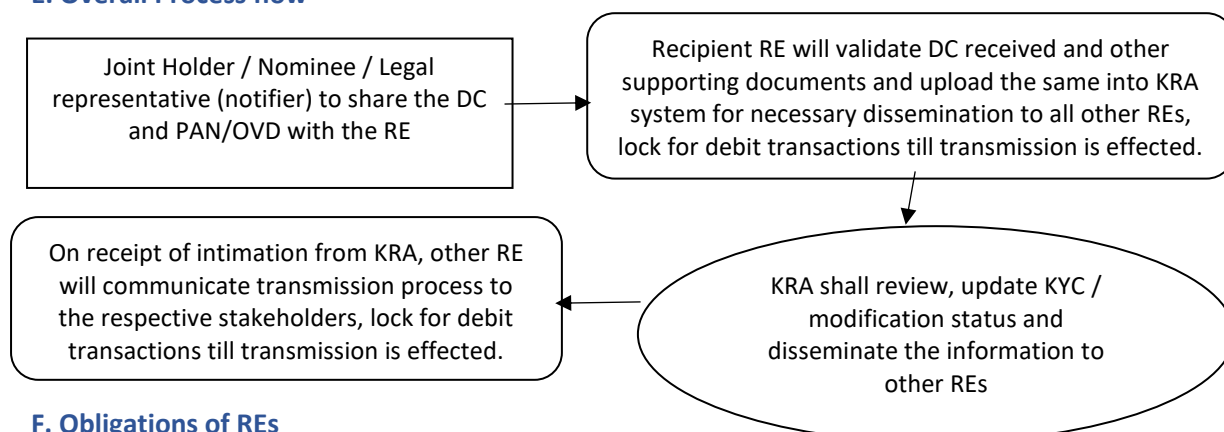 E. Overall Process flow
Joint Holder / Nominee / Legal
representative (notifier) to share the DC
and PAN/OVD with the RE
Recipient RE will validate DC received and other
supporting documents and upload the same into KRA
system for necessary dissemination to all other REs,
lock for debit transactions till transmission is effected.
KRA shall review, update KYC /
modification status and
disseminate the information to
other REs
On receipt of intimation from KRA, other RE
will communicate transmission process to
the respective stakeholders, lock for debit
transactions till transmission is effected.
F. Obligations of REs